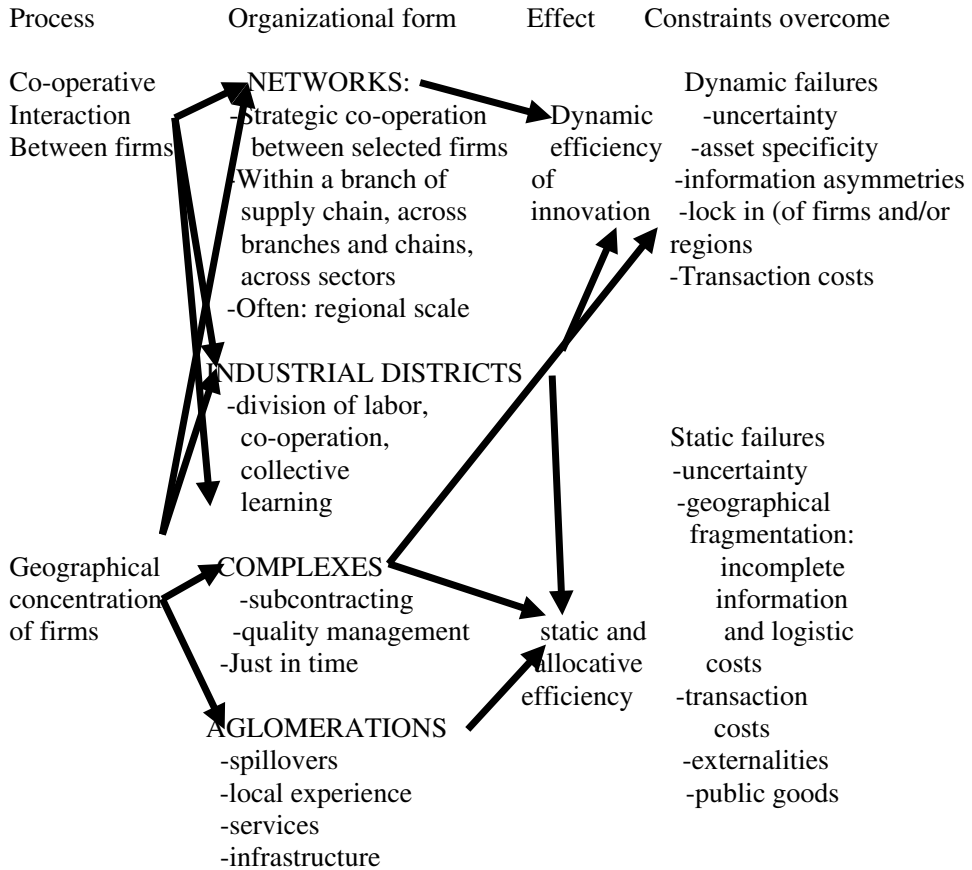 Process Organizational form Effect Constraints overcome
Co-operative NETWORKS: Dynamic failures
Interaction -Strategic co-operation Dynamic -uncertainty
Between firms between selected firms efficiency -asset specificity
-Within a branch of of -information asymmetries
supply chain, across innovation -lock in (of firms and/or
branches and chains, regions
across sectors -Transaction costs
-Often: regional scale
INDUSTRIAL DISTRICTS
-division of labor,
co-operation, Static failures
collective -uncertainty
learning -geographical
fragmentation:
Geographical COMPLEXES incomplete
concentration -subcontracting information
of firms -quality management static and and logistic
-Just in time allocative costs
efficiency -transaction
AGLOMERATIONS costs
-spillovers -externalities
-local experience -public goods
-services
-infrastructure